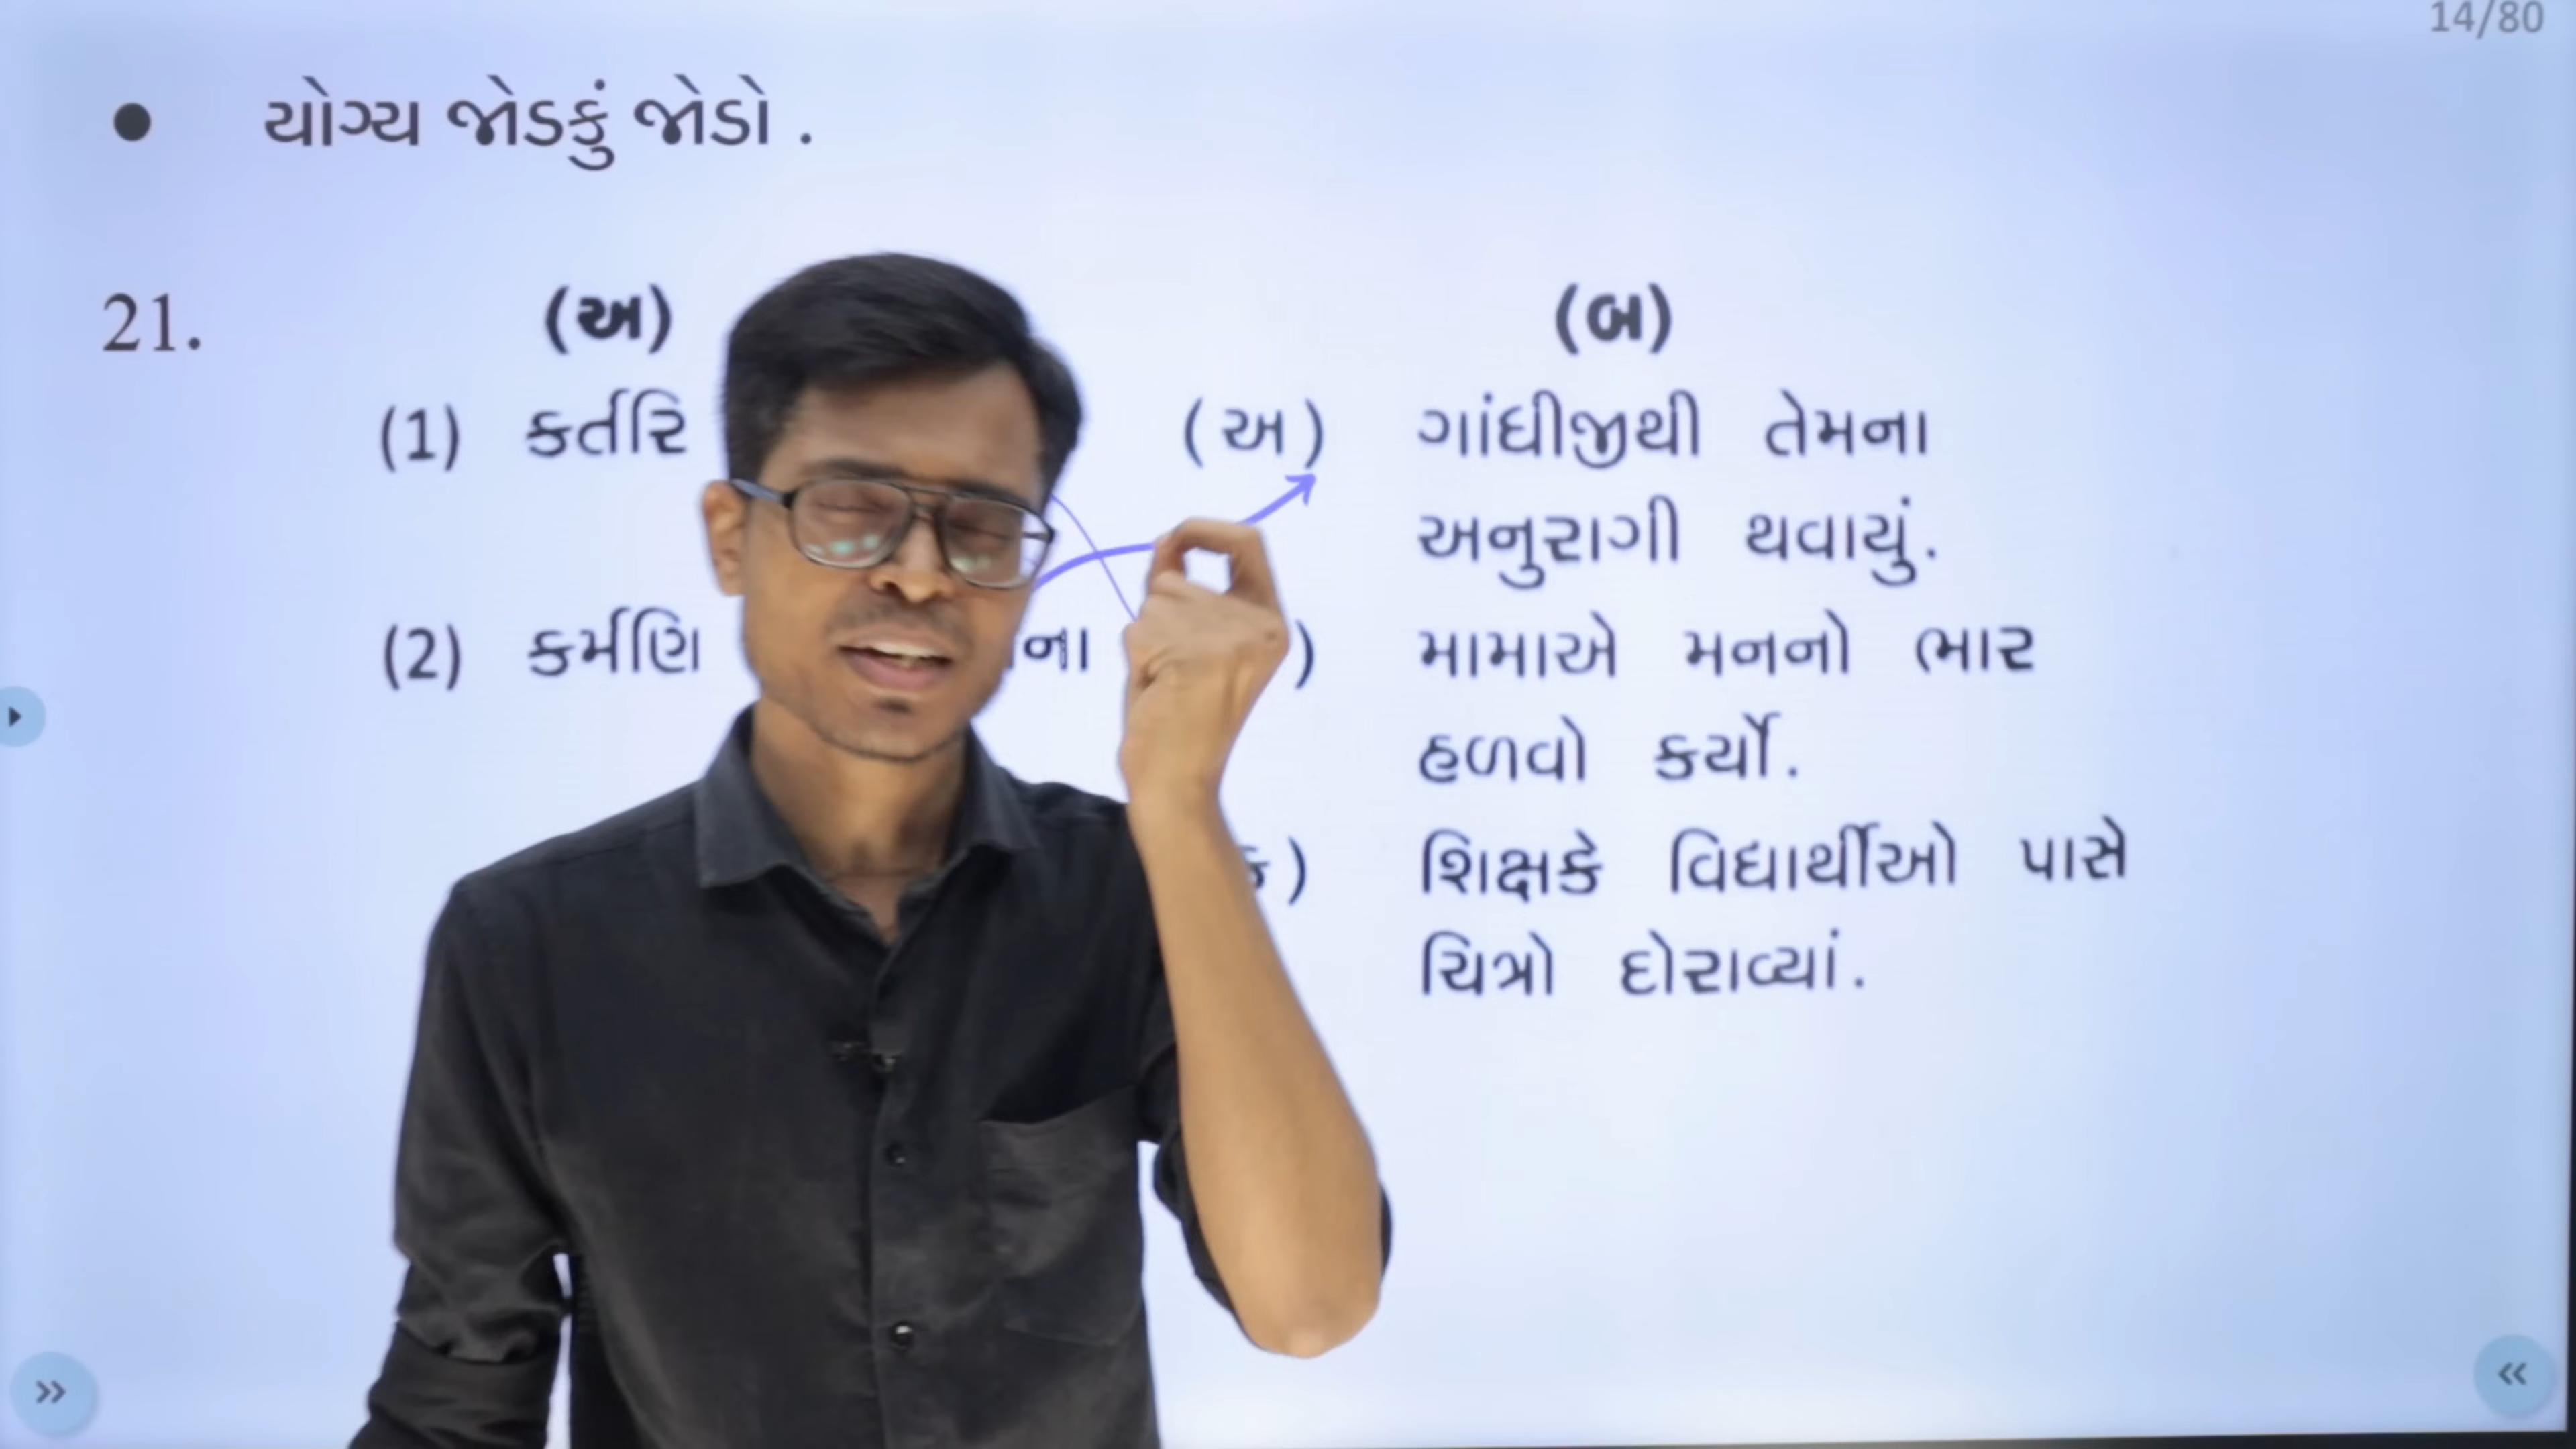 14/80
● યોગ્ય જોડકું જોડો .
21. (અ) (બ)
(1) કર્તરિ (અ) ગાંધીજીથી તેમના
અનુરાગી થવાયું.
(2) કર્મણિ ના ) મામાએ મનનો ભાર
હળવો કર્યો.
) શિક્ષકે વિદ્યાર્થીઓ પાસે
ચિત્રો દોરાવ્યાં.